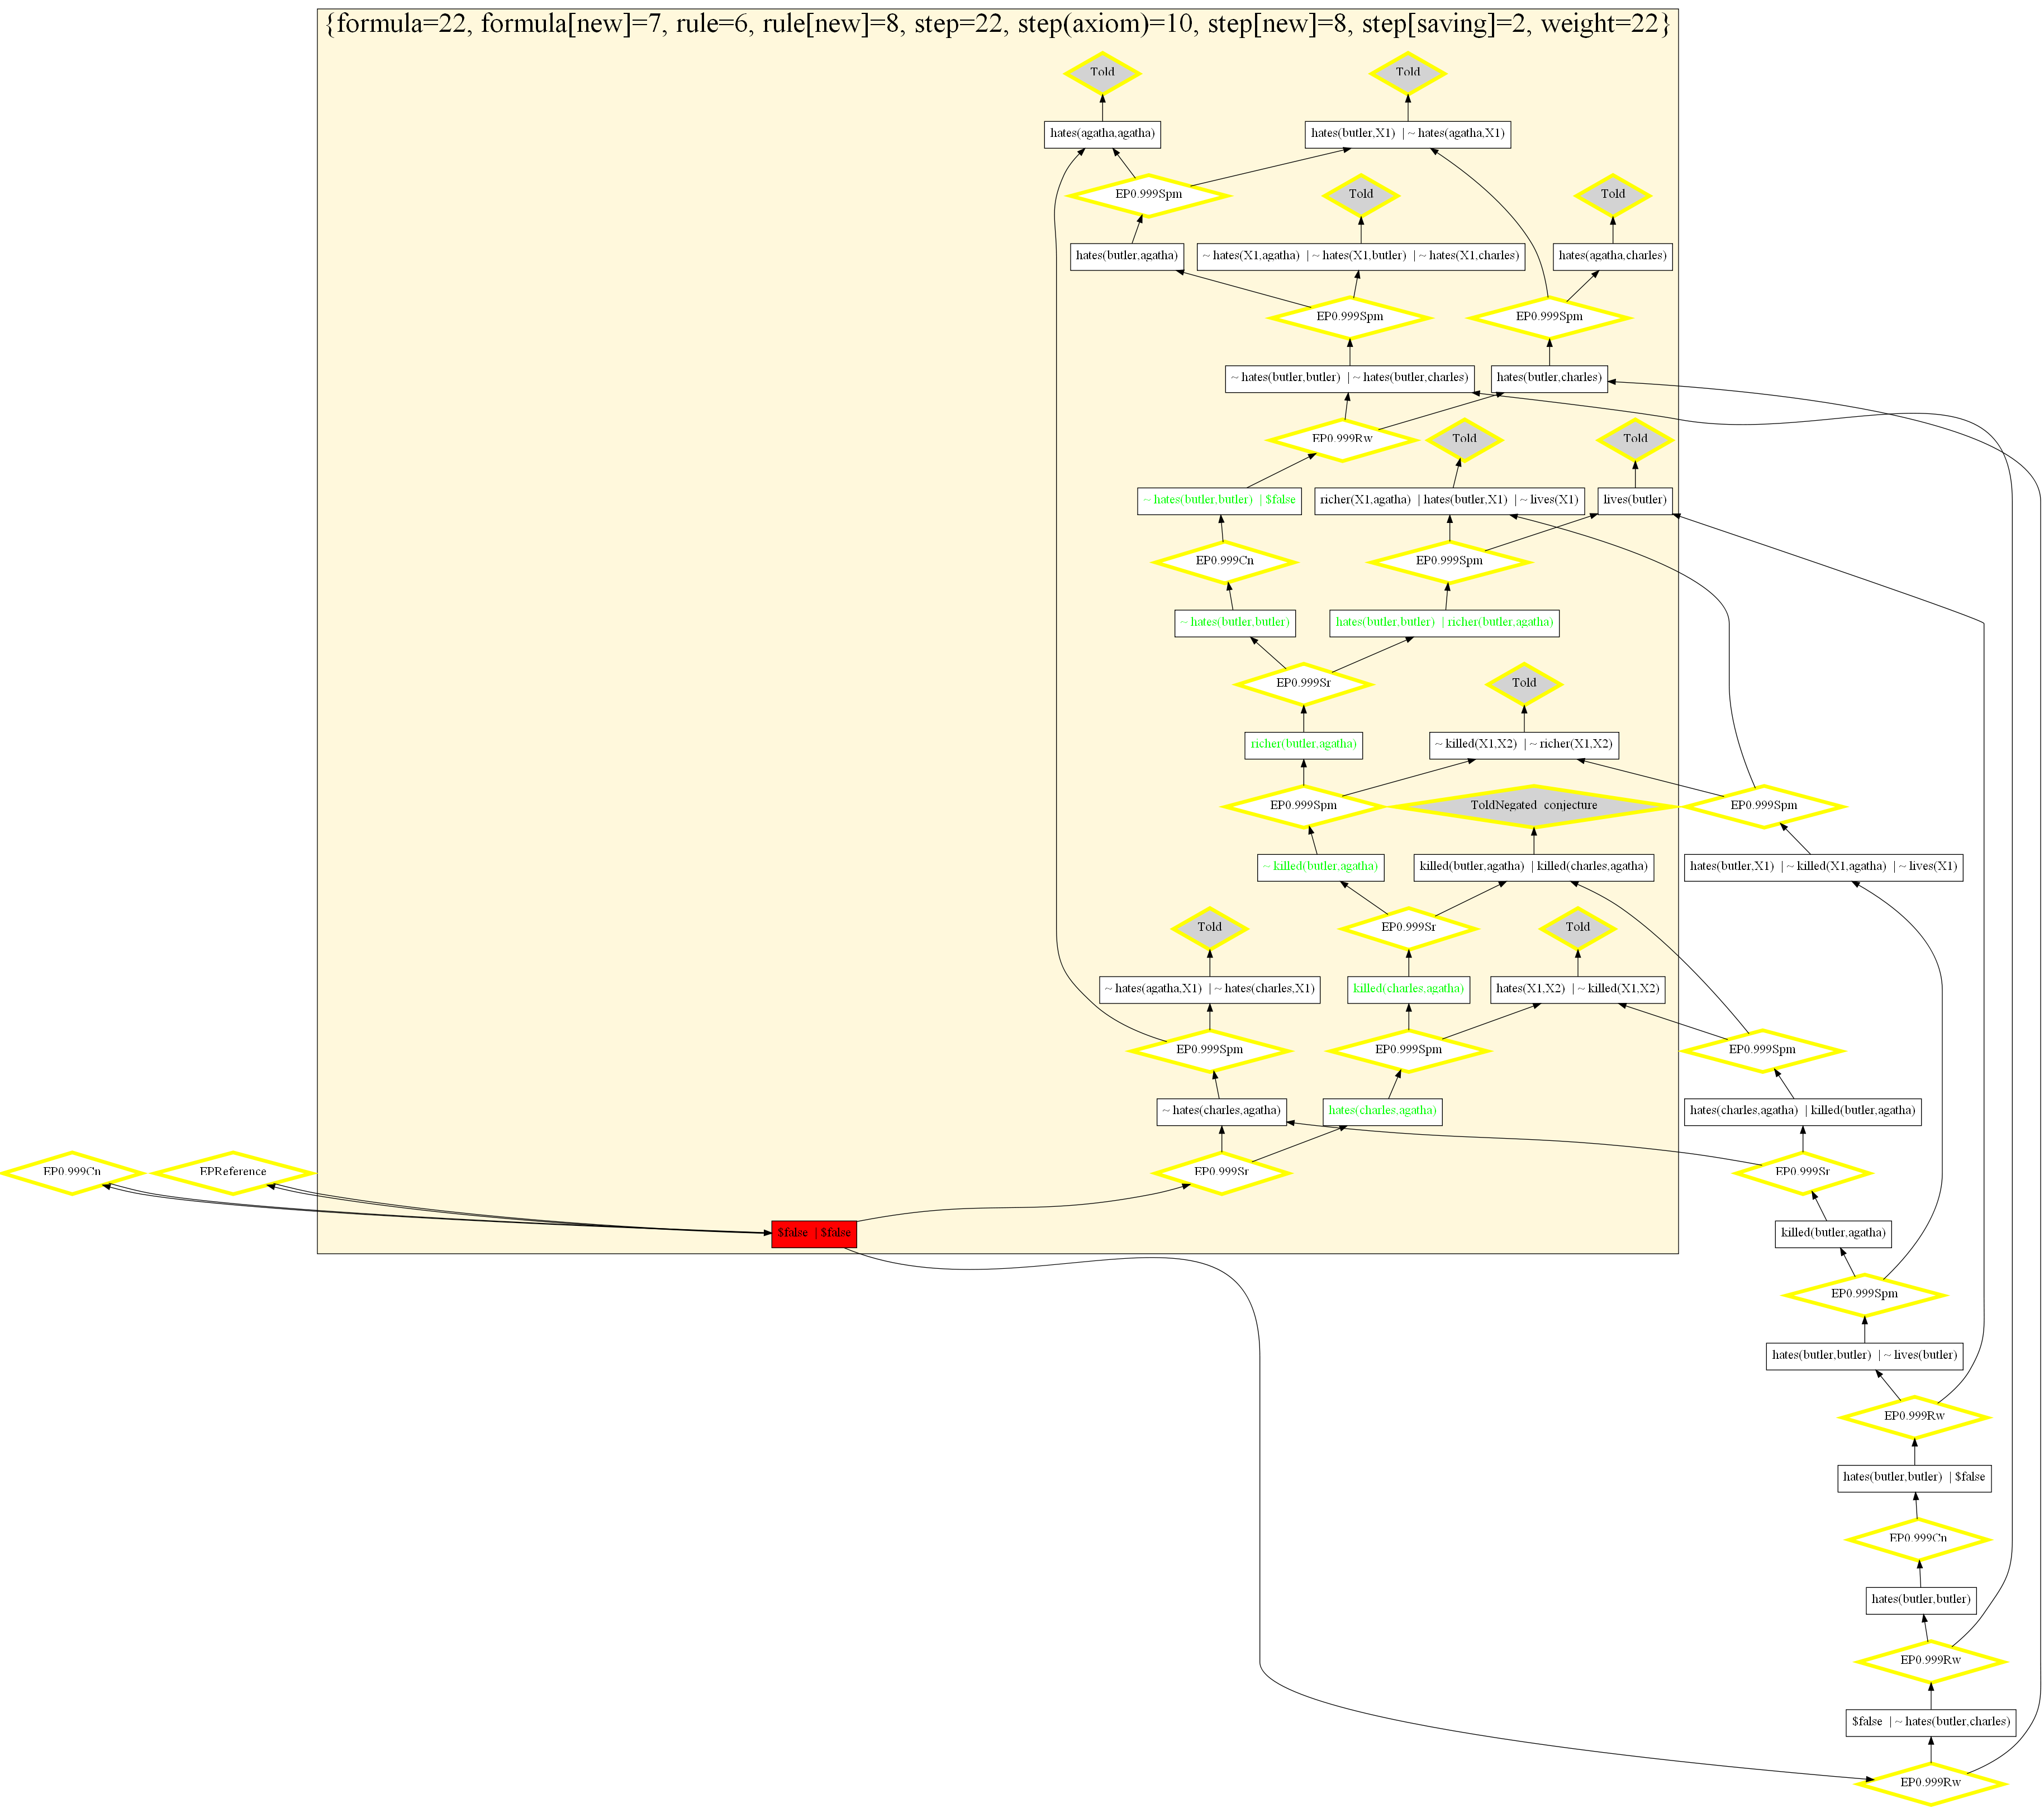 {formula=22, formula[new]=7, rule=6, rule[new]=8, step=22, step(axiom)=10, step[new]=8, step[saving]=2, weight=22}
Told
Told
hates(agatha,agatha)
hates(butler,X1) | ~ hates(agatha,X1)
EP0.999Spm
Told
Told
hates(butler,agatha)
~ hates(X1,agatha) | ~ hates(X1,butler) | ~ hates(X1,charles)
hates(agatha,charles)
EP0.999Spm
EP0.999Spm
~ hates(butler,butler) | ~ hates(butler,charles)
hates(butler,charles)
EP0.999Rw
Told
Told
~ hates(butler,butler) | $false
richer(X1,agatha) | hates(butler,X1) | ~ lives(X1)
lives(butler)
EP0.999Cn
EP0.999Spm
~ hates(butler,butler)
hates(butler,butler) | richer(butler,agatha)
EP0.999Sr
Told
richer(butler,agatha)
~ killed(X1,X2) | ~ richer(X1,X2)
EP0.999Spm
ToldNegated conjecture
EP0.999Spm
~ killed(butler,agatha)
killed(butler,agatha) | killed(charles,agatha)
hates(butler,X1) | ~ killed(X1,agatha) | ~ lives(X1)
Told
EP0.999Sr
Told
~ hates(agatha,X1) | ~ hates(charles,X1)
killed(charles,agatha)
hates(X1,X2) | ~ killed(X1,X2)
EP0.999Spm
EP0.999Spm
EP0.999Spm
~ hates(charles,agatha)
hates(charles,agatha)
hates(charles,agatha) | killed(butler,agatha)
EP0.999Cn
EPReference
EP0.999Sr
EP0.999Sr
$false | $false
killed(butler,agatha)
EP0.999Spm
hates(butler,butler) | ~ lives(butler)
EP0.999Rw
hates(butler,butler) | $false
EP0.999Cn
hates(butler,butler)
EP0.999Rw
$false | ~ hates(butler,charles)
EP0.999Rw